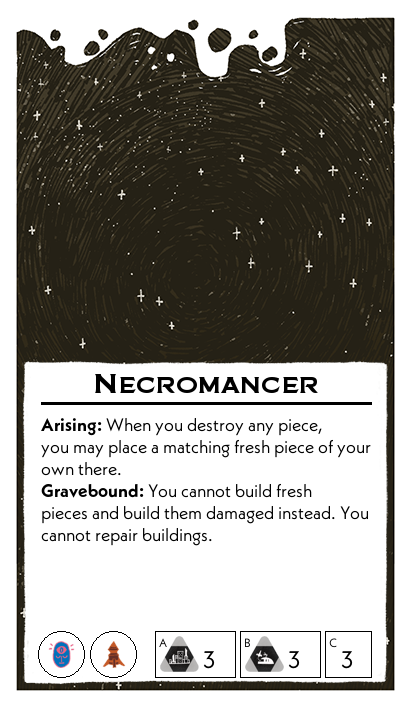 NECROMANCER
Arising: When you destroy any piece,
you may place a matching fresh piece of your
own there.
Gravebound: You cannot build fresh
pieces and build them damaged instead. You
cannot repair buildings.
A 3 B 3 C 3